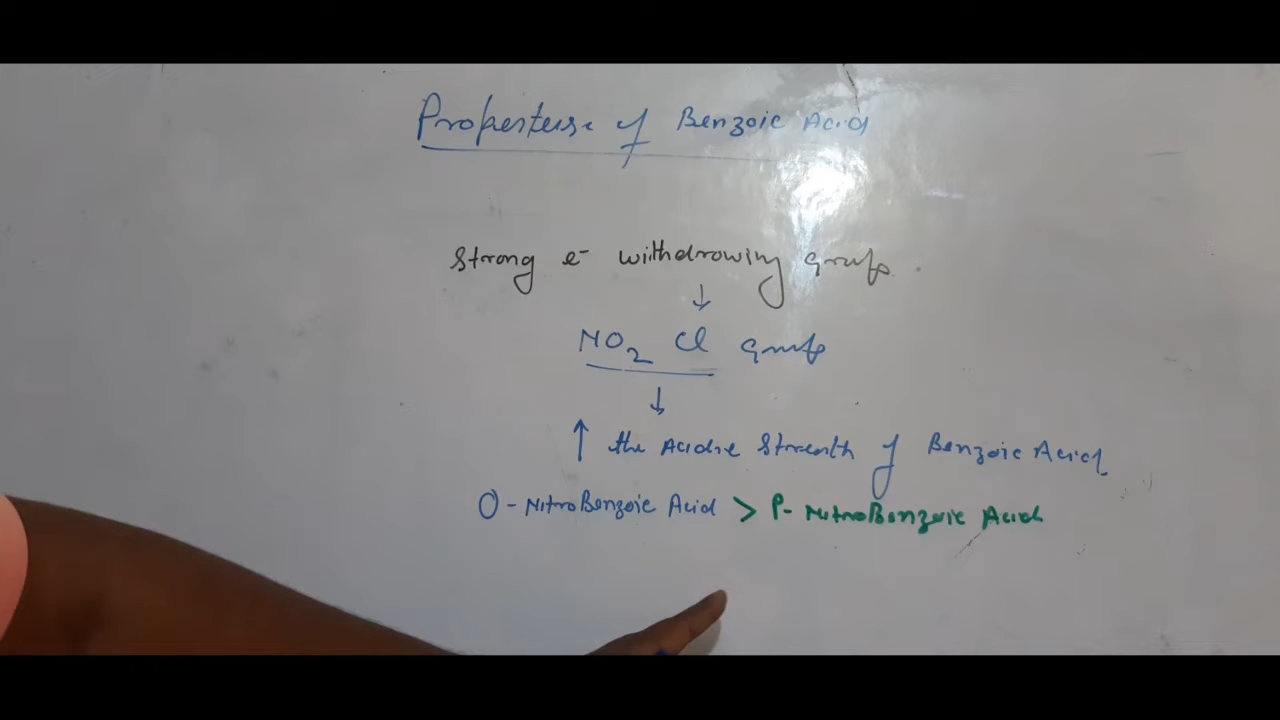 Properteise of Benzoic Acid
Strong e⁻ withdrowing group.
↓
NO₂ Cl group
↓
↑ the Acidic Strenth of Benzoic Acid
O-NitroBenzoic Acid > P-NitroBenzoic Acid